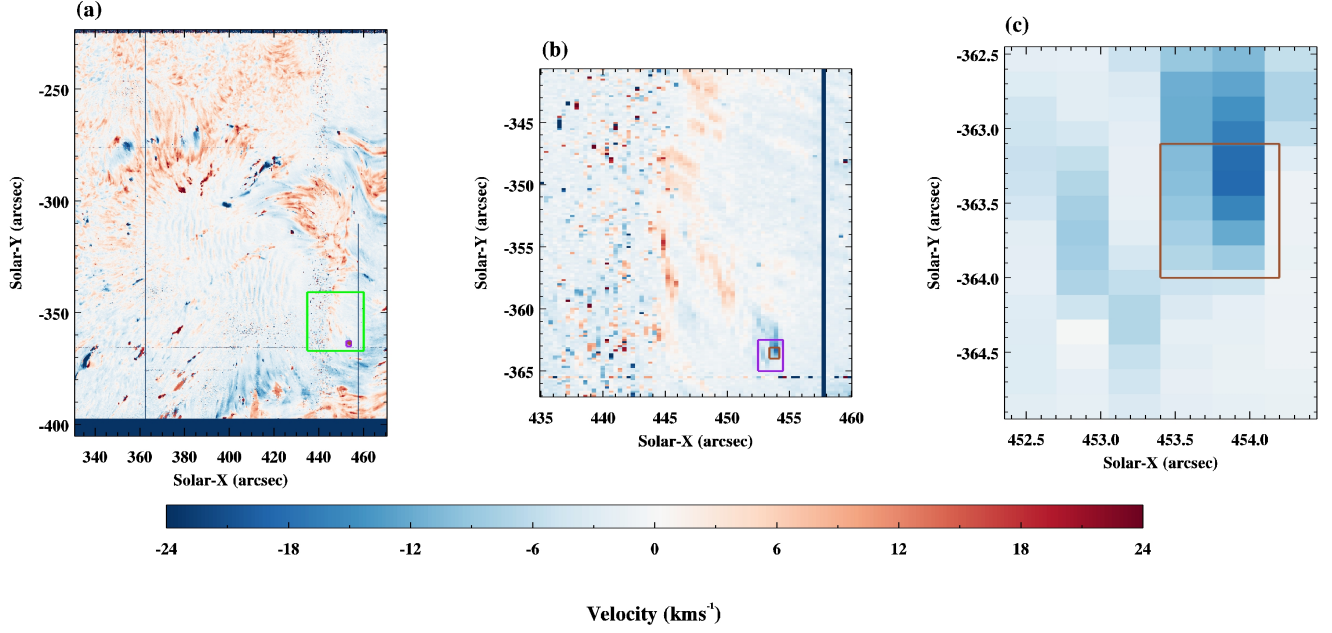 (a)
(b)
(c)
-250
-300
-350
-400
Solar-Y (arcsec)
340 360 380 400 420 440 460
Solar-X (arcsec)
-345
-350
-355
-360
-365
Solar-Y (arcsec)
435 440 445 450 455 460
Solar-X (arcsec)
-362.5
-363.0
-363.5
-364.0
-364.5
Solar-Y (arcsec)
452.5 453.0 453.5 454.0
Solar-X (arcsec)
-24 -18 -12 -6 0 6 12 18 24
Velocity (kms⁻¹)